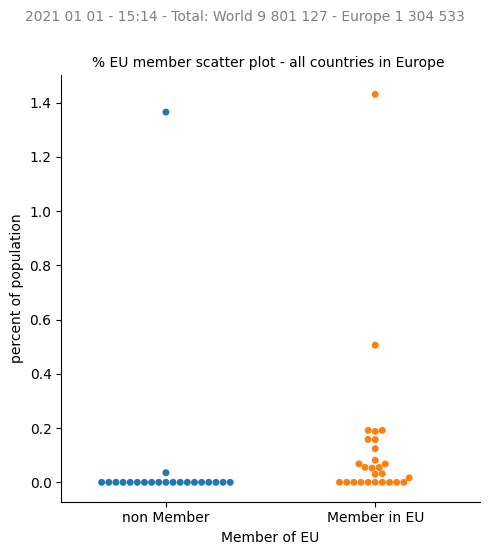 2021 01 01 - 15:14 - Total: World 9 801 127 - Europe 1 304 533
% EU member scatter plot - all countries in Europe
1.4
1.2
1.0
0.8
0.6
0.4
0.2
0.0
percent of population
non Member
Member in EU
Member of EU